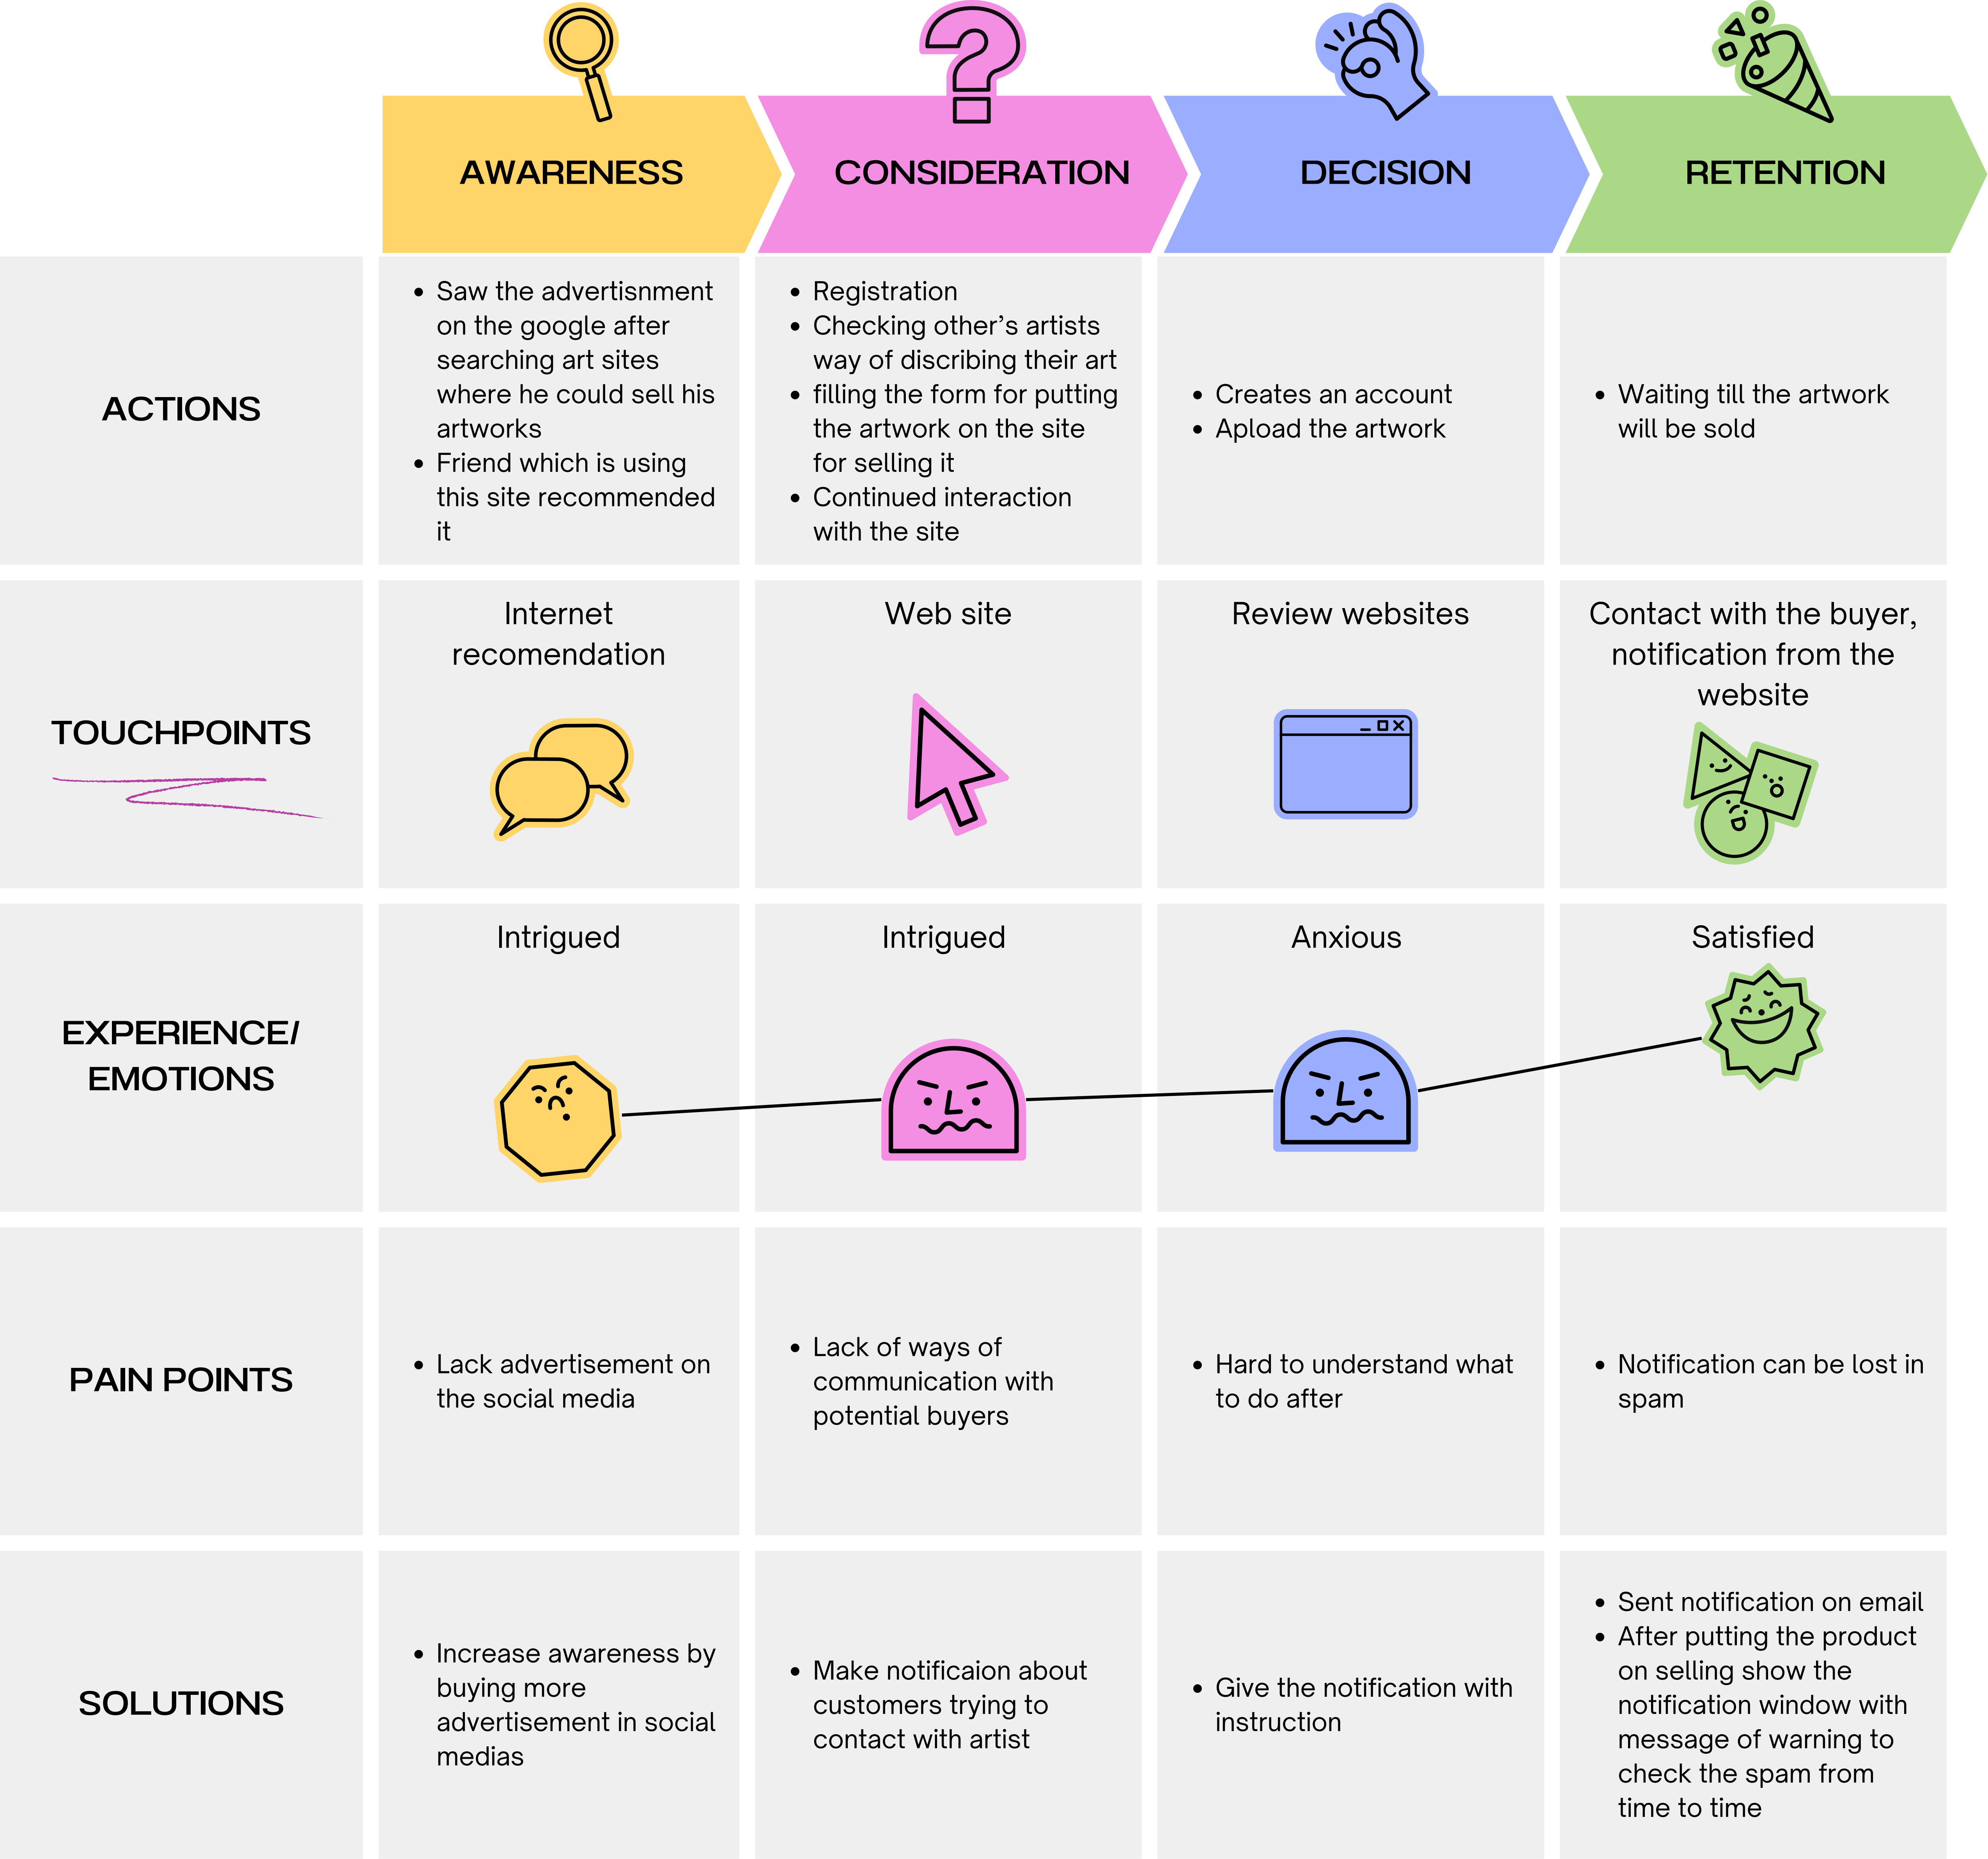 AWARENESS
CONSIDERATION
DECISION
RETENTION
ACTIONS
• Saw the advertisnment
on the google after
searching art sites
where he could sell his
artworks
• Friend which is using
this site recommended
it
• Registration
• Checking other’s artists
way of discribing their art
• filling the form for putting
the artwork on the site
for selling it
• Continued interaction
with the site
• Creates an account
• Apload the artwork
• Waiting till the artwork
will be sold
TOUCHPOINTS
Internet
recomendation
Web site
Review websites
Contact with the buyer,
notification from the
website
EXPERIENCE/
EMOTIONS
Intrigued
Intrigued
Anxious
Satisfied
PAIN POINTS
• Lack advertisement on
the social media
• Lack of ways of
communication with
potential buyers
• Hard to understand what
to do after
• Notification can be lost in
spam
SOLUTIONS
• Increase awareness by
buying more
advertisement in social
medias
• Make notificaion about
customers trying to
contact with artist
• Give the notification with
instruction
• Sent notification on email
• After putting the product
on selling show the
notification window with
message of warning to
check the spam from
time to time